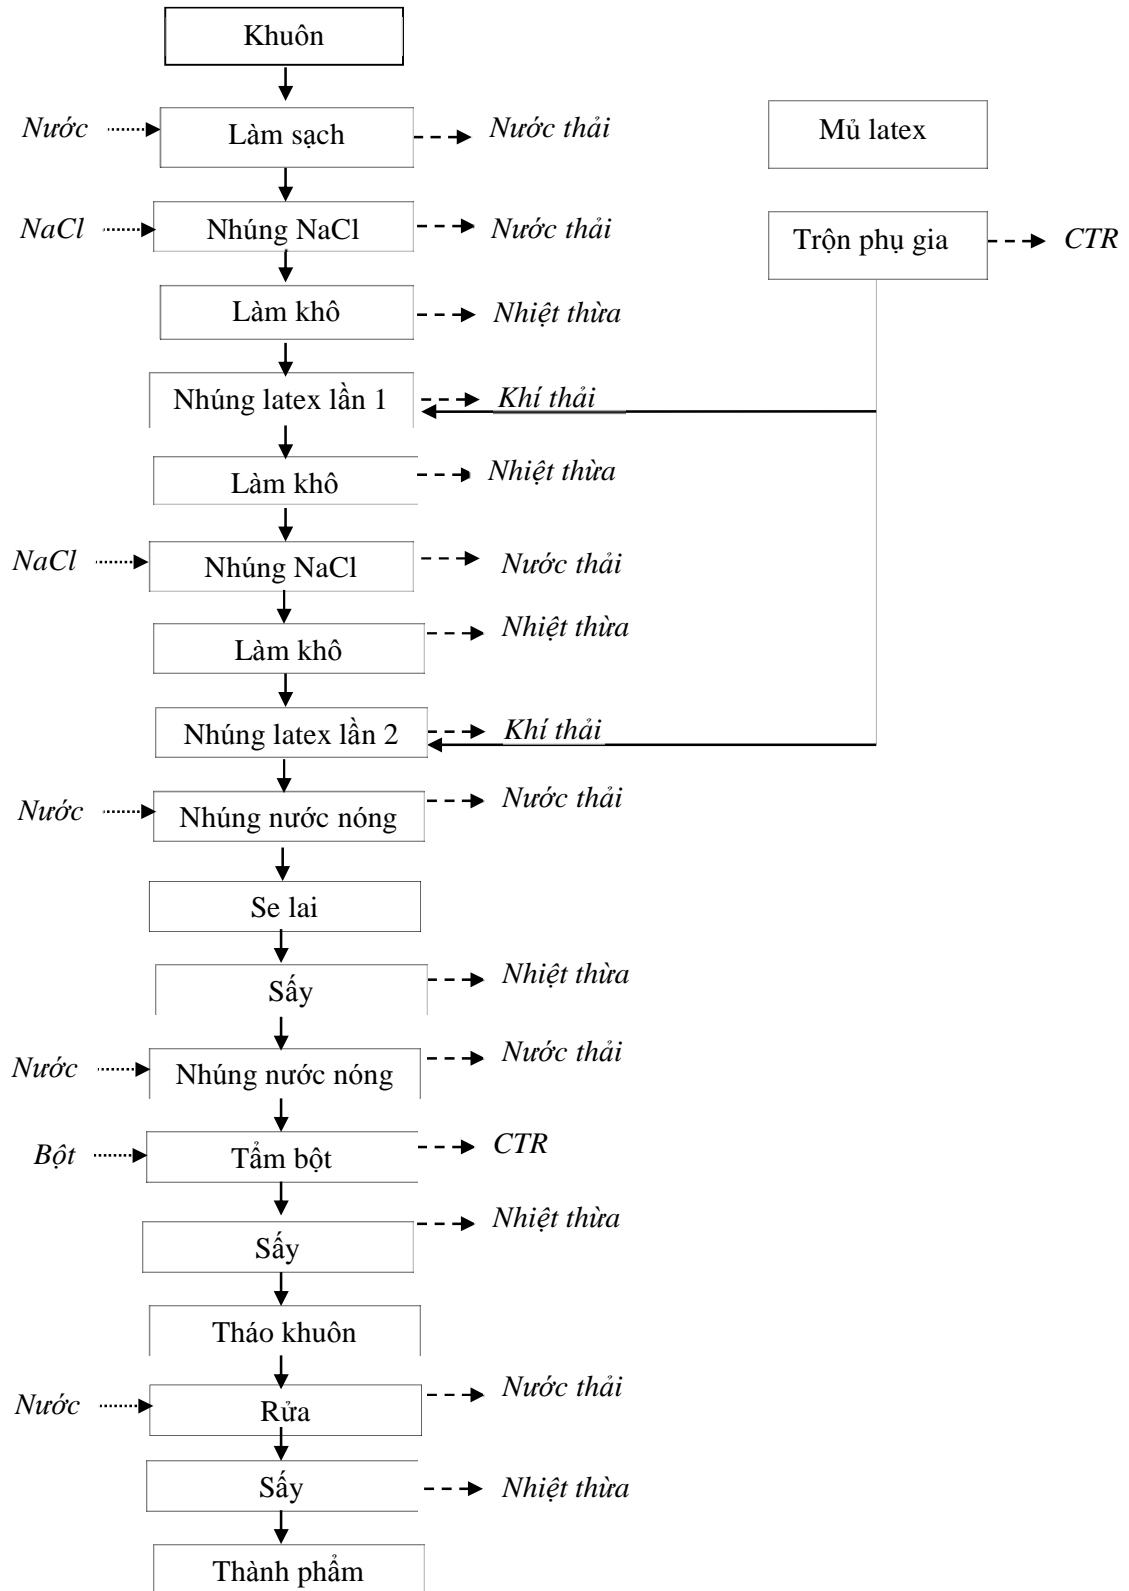 Khuôn
Nước
Làm sạch
Nước thải
Mủ latex
NaCl
Nhúng NaCl
Nước thải
Trộn phụ gia
CTR
Làm khô
Nhiệt thừa
Nhúng latex lần 1
Khí thải
Làm khô
Nhiệt thừa
NaCl
Nhúng NaCl
Nước thải
Làm khô
Nhiệt thừa
Nhúng latex lần 2
Khí thải
Nước
Nhúng nước nóng
Nước thải
Se lai
Sấy
Nhiệt thừa
Nước
Nhúng nước nóng
Nước thải
Bột
Tẩm bột
CTR
Sấy
Nhiệt thừa
Tháo khuôn
Nước
Rửa
Nước thải
Sấy
Nhiệt thừa
Thành phẩm